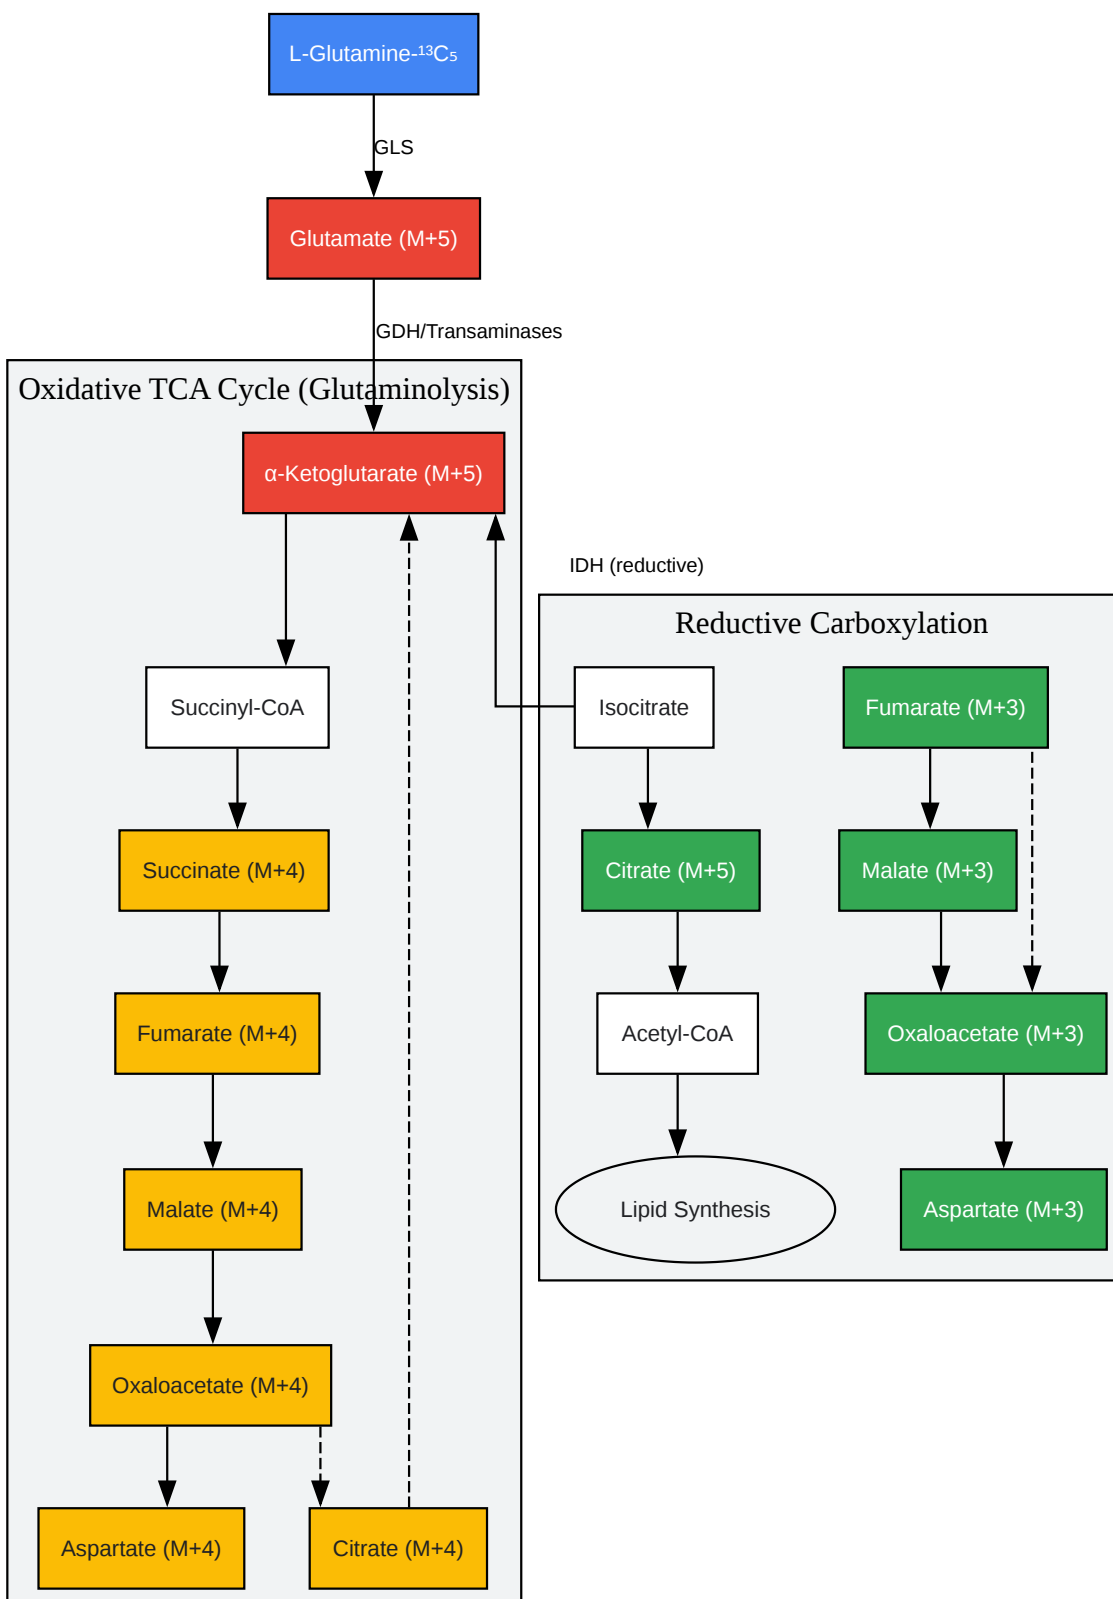 L-Glutamine-¹³C₅
GLS
Glutamate (M+5)
GDH/Transaminases
Oxidative TCA Cycle (Glutaminolysis)
α-Ketoglutarate (M+5)
IDH (reductive)
Reductive Carboxylation
Succinyl-CoA
Isocitrate
Fumarate (M+3)
Succinate (M+4)
Citrate (M+5)
Malate (M+3)
Fumarate (M+4)
Acetyl-CoA
Oxaloacetate (M+3)
Malate (M+4)
Lipid Synthesis
Aspartate (M+3)
Oxaloacetate (M+4)
Aspartate (M+4)
Citrate (M+4)